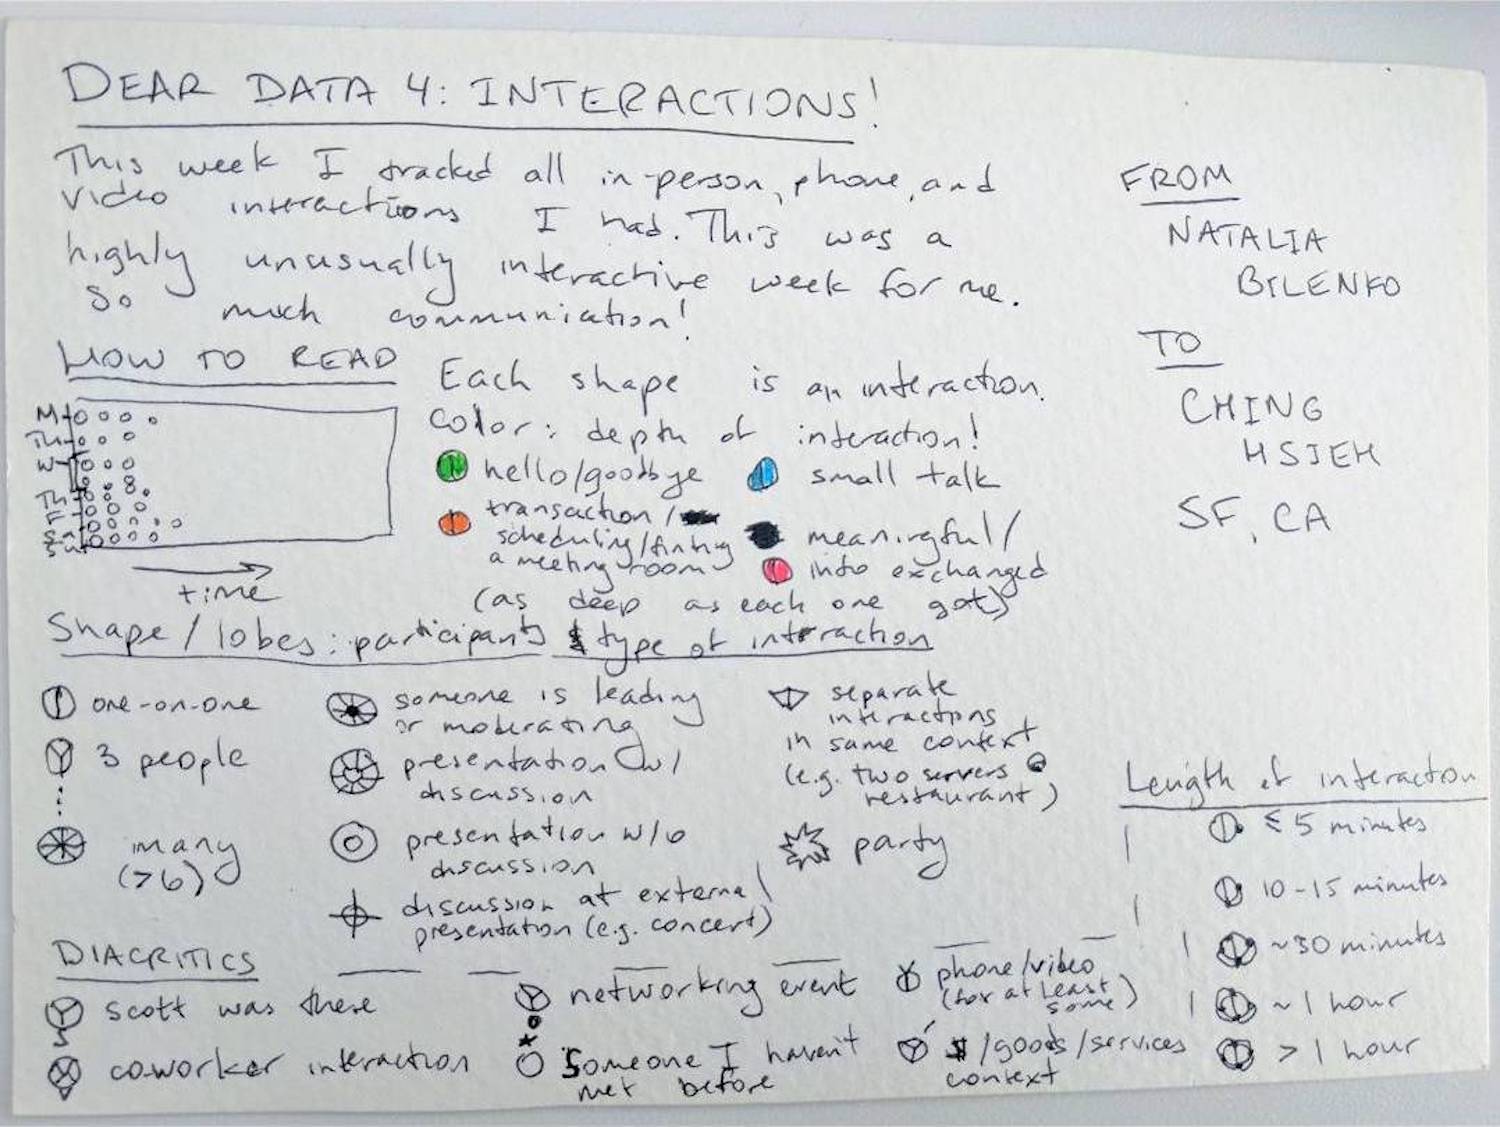 DEAR DATA 4: INTERACTIONS!
This week I tracked all in-person, phone, and
video interactions I had. This was a
highly unusually interactive week for me.
So much communiation!
FROM
NATALIA
BILENKO
TO
CHING
HSIEH
SF, CA
HOW TO READ
M
Th
W
Th
F
Sa
Su
time
Each shape is an interaction.
Color: depth of interaction!
hello/goodbye
small talk
transaction /
scheduling/finding
a meeting room
meaningful/
info exchanged
(as deep as each one got)
Shape/lobes: participants & type of interaction
one-on-one
3 people
many
(>6)
someone is leading
or moderating
presentation w/
discussion
presentation w/o
discussion
discussion at external
presentation (e.g. concert)
separate
interactions
in same context
(e.g. two servers @
restaurant)
party
Length of interaction
≤5 minutes
10-15 minutes
~30 minutes
~1 hour
>1 hour
DIACRITICS
scott was there
coworker interaction
networking event
Someone I haven't
met before
phone/video
(for at least
some)
$/goods/services
context